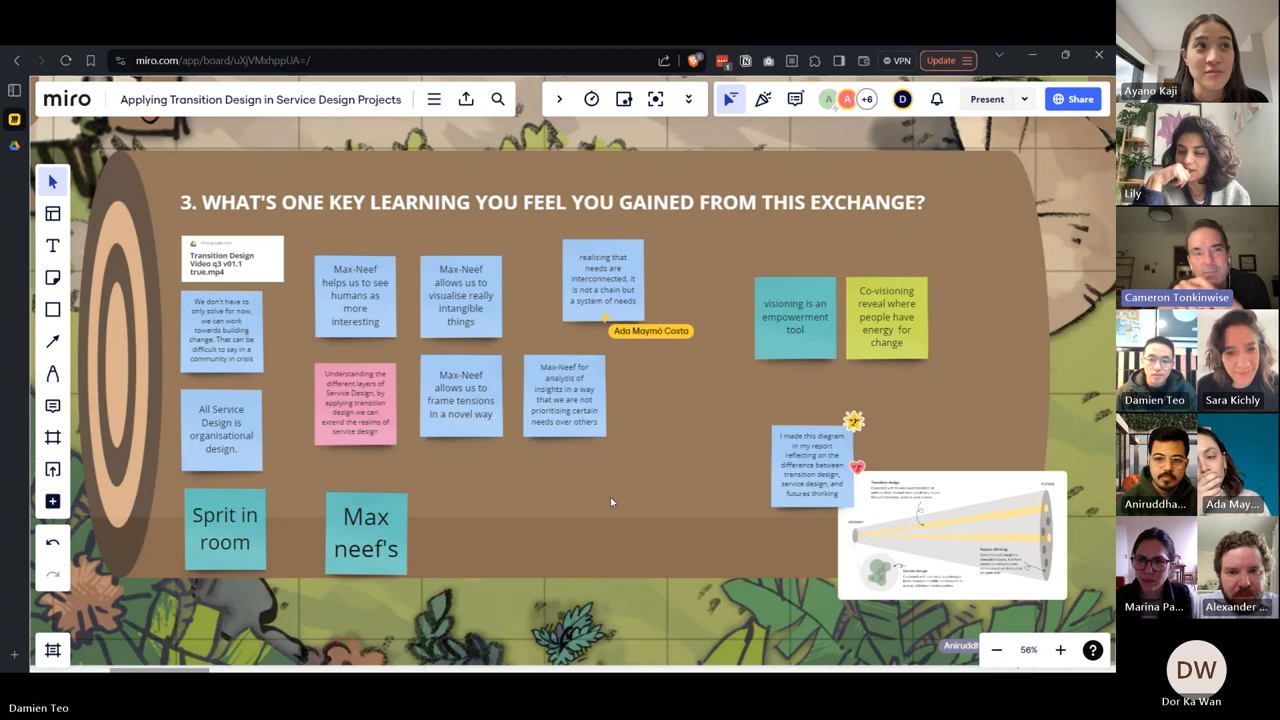 miro.com/app/board/uXjVMxhppUA=/
VPN
Update
miro
Applying Transition Design in Service Design Projects
A
A
+6
D
Present
Share
3. WHAT'S ONE KEY LEARNING YOU FEEL YOU GAINED FROM THIS EXCHANGE?
Transition Design
Video q3 v01.1
true.mp4
We don't have to
only solve for now,
we can work
towards building
change. That can be
difficult to say in a
community in crisis
Max-Neef
helps us to see
humans as
more
interesting
Max-Neef
allows us to
visualise really
intangible
things
realising that
needs are
interconnected, it
is not a chain but
a system of needs
Ada Maymó Costa
visioning is an
empowerment
tool
Co-visioning
reveal where
people have
energy for
change
All Service
Design is
organisational
design.
Understanding the
different layers of
Service Design, by
applying transition
design we can
extend the realms of
service design
Max-Neef
allows us to
frame tensions
in a novel way
Max-Neef for
analysis of
insights in a way
that we are not
prioritising certain
needs over others
I made this diagram
in my report
reflecting on the
difference between
transition design,
service design, and
futures thinking
Sprit in
room
Max
neef's
Transition design
FUTURE
PRESENT
Futures thinking
Service design
Aniruddh
56%
Ayano Kaji
Lily
Cameron Tonkinwise
Damien Teo
Sara Kichly
Aniruddha...
Ada May...
Marina Pa...
Alexander ...
DW
Dor Ka Wan
Damien Teo